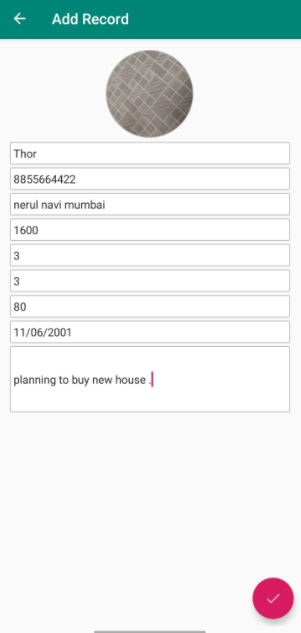 Add Record
Thor
8855664422
nerul navi mumbai
1600
3
3
80
11/06/2001
planning to buy new house .